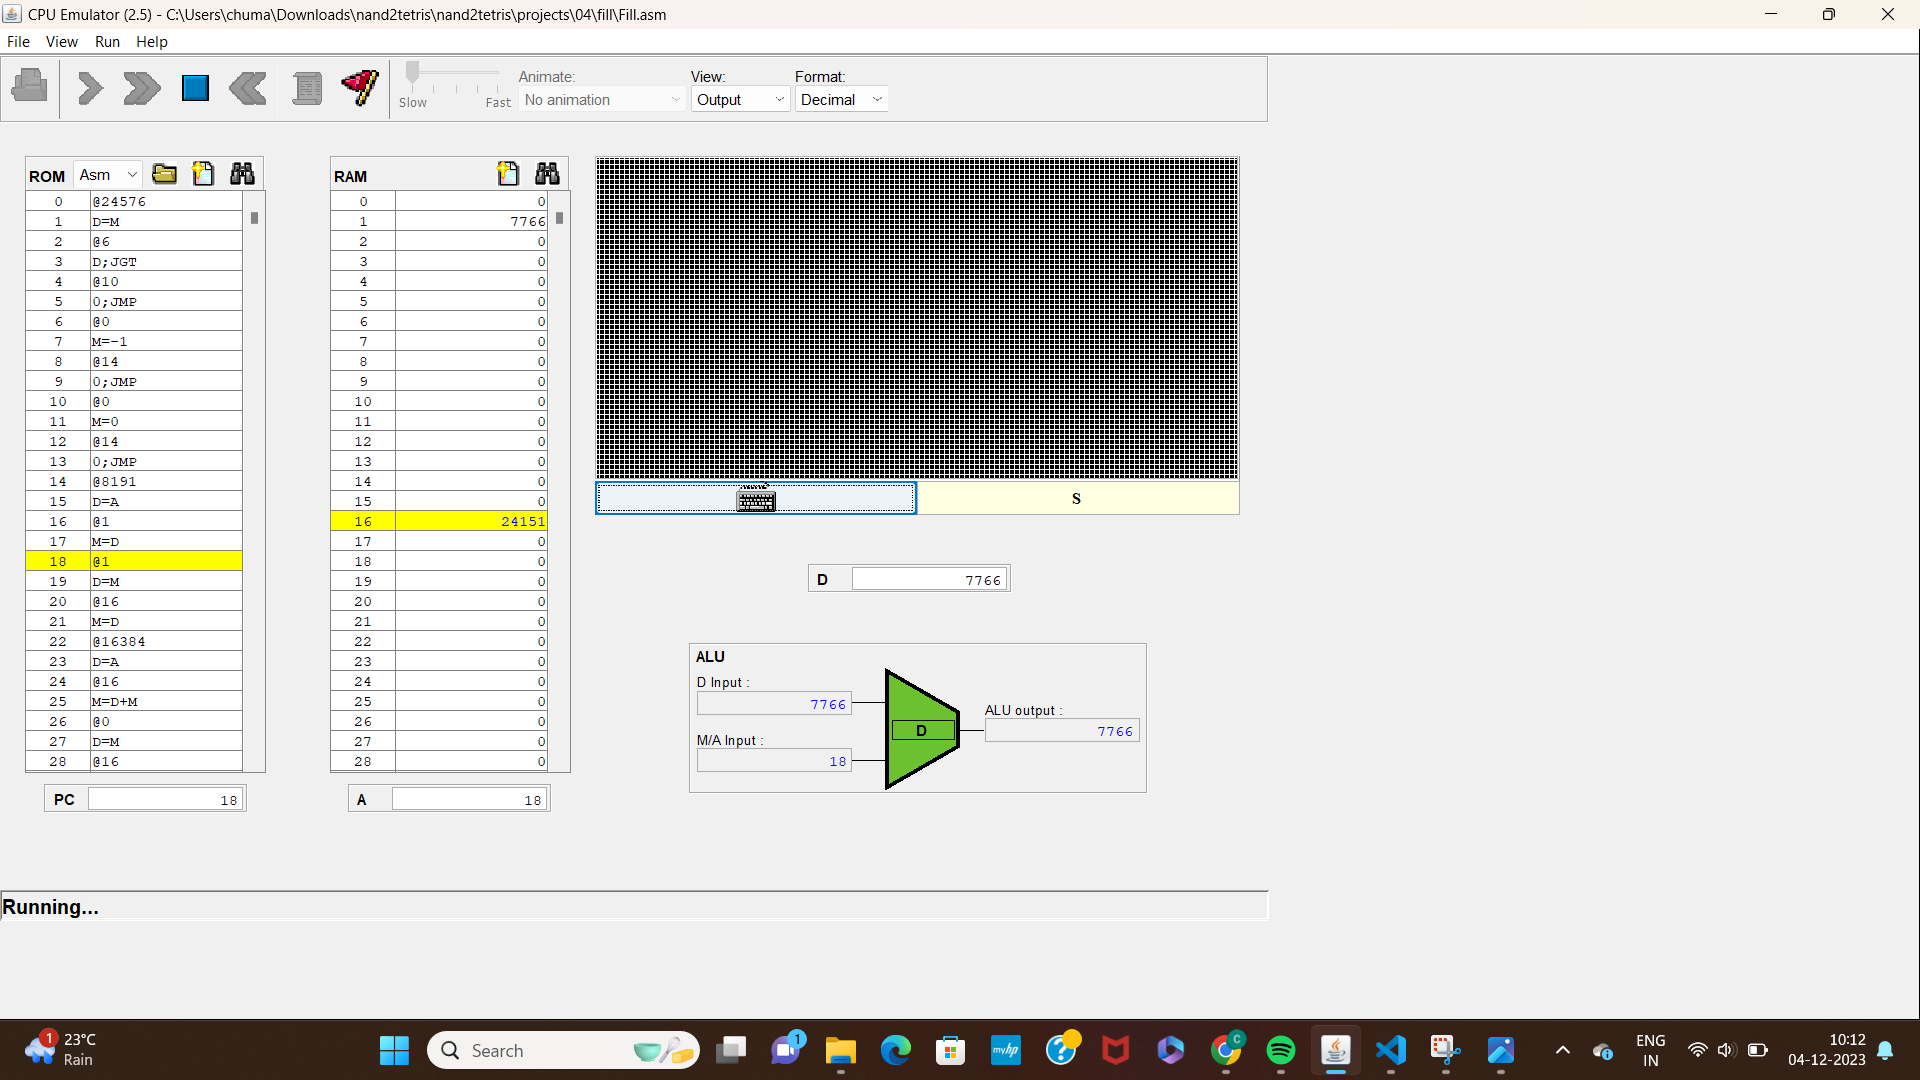 CPU Emulator (2.5) - C:\Users\chuma\Downloads\nand2tetris\nand2tetris\projects\04\fill\Fill.asm
File View Run Help
Animate: View: Format:
Slow Fast No animation Output Decimal
ROM Asm
0 @24576
1 D=M
2 @6
3 D;JGT
4 @10
5 0;JMP
6 @0
7 M=-1
8 @14
9 0;JMP
10 @0
11 M=0
12 @14
13 0;JMP
14 @8191
15 D=A
16 @1
17 M=D
18 @1
19 D=M
20 @16
21 M=D
22 @16384
23 D=A
24 @16
25 M=D+M
26 @0
27 D=M
28 @16
PC 18
RAM
0 0
1 7766
2 0
3 0
4 0
5 0
6 0
7 0
8 0
9 0
10 0
11 0
12 0
13 0
14 0
15 0
16 24151
17 0
18 0
19 0
20 0
21 0
22 0
23 0
24 0
25 0
26 0
27 0
28 0
A 18
S
D 7766
ALU
D Input :
7766
M/A Input :
18
D
ALU output :
7766
Running...
1
23°C
Rain
Search
1
myhp
C
ENG
IN
10:12
04-12-2023